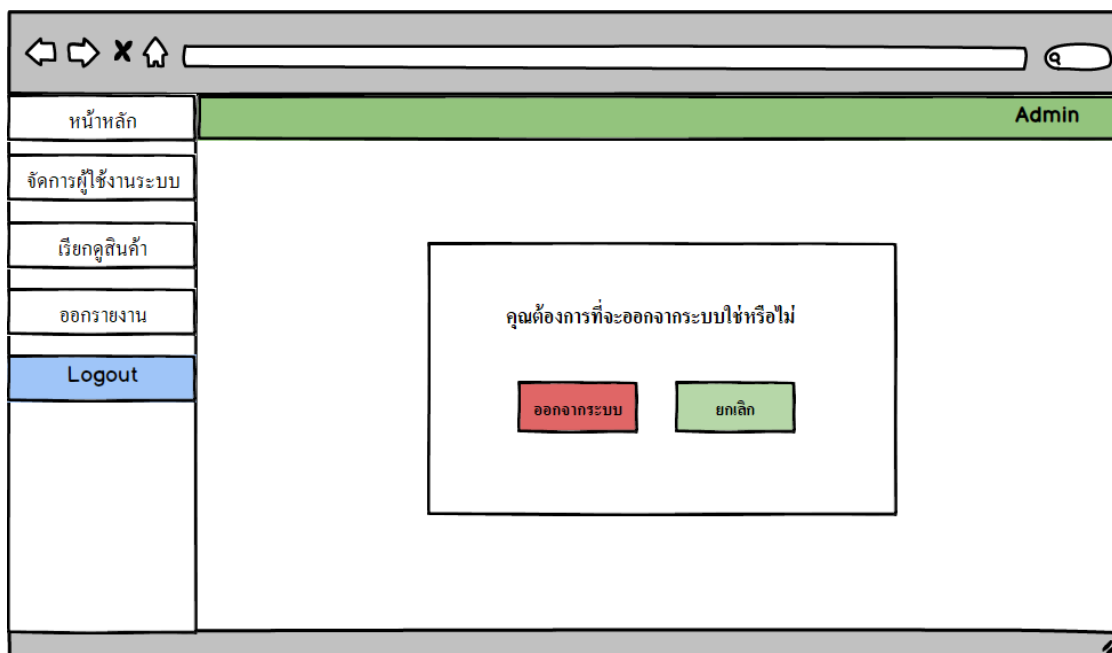 หน้าหลัก
Admin
จัดการผู้ใช้งานระบบ
เรียกดูสินค้า
ออกรายงาน
Logout
คุณต้องการที่จะออกจากระบบใช่หรือไม่
ออกจากระบบ
ยกเลิก